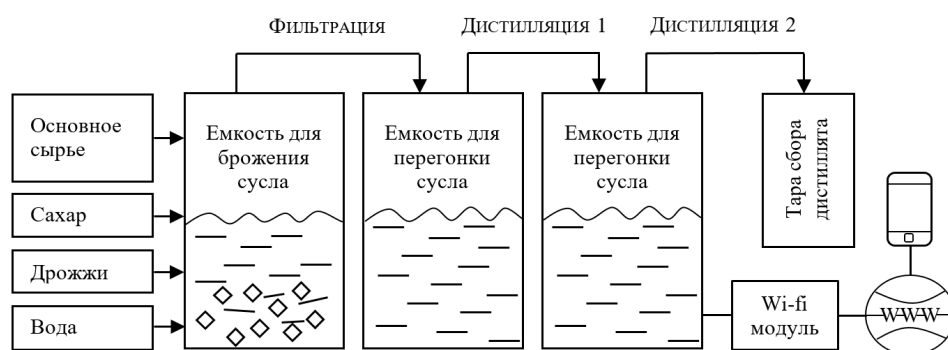 ФИЛЬТРАЦИЯ
ДИСТИЛЛЯЦИЯ 1
ДИСТИЛЛЯЦИЯ 2
Основное
сырье
Сахар
Дрожжи
Вода
Емкость для
брожения
сусла
Емкость для
перегонки
сусла
Емкость для
перегонки
сусла
Тара сбора
дистиллята
Wi-fi
модуль
WWW